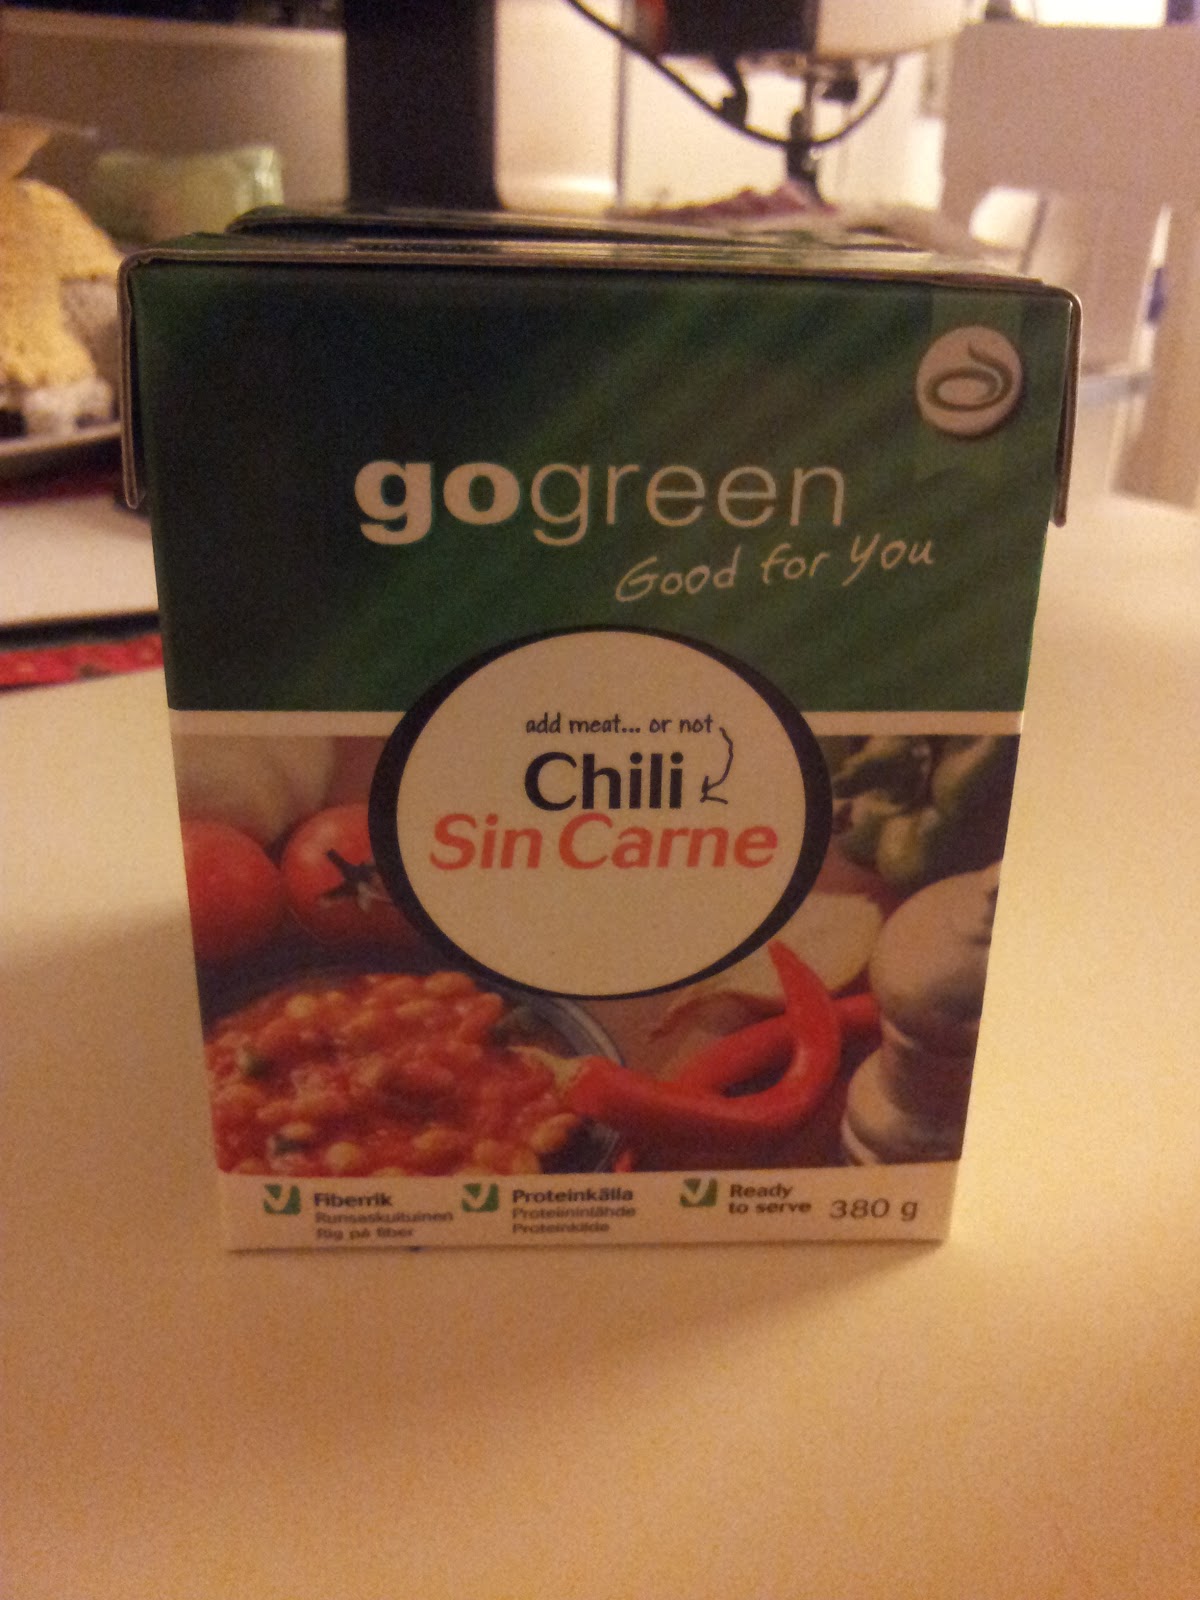 gogreen
Good for you
add meat... or not
Chili
Sin Carne
Fiberrik
Runsaskuituinen
Rig på fiber
Proteinkälla
Proteiininlähde
Proteinkilde
Ready
to serve
380 g